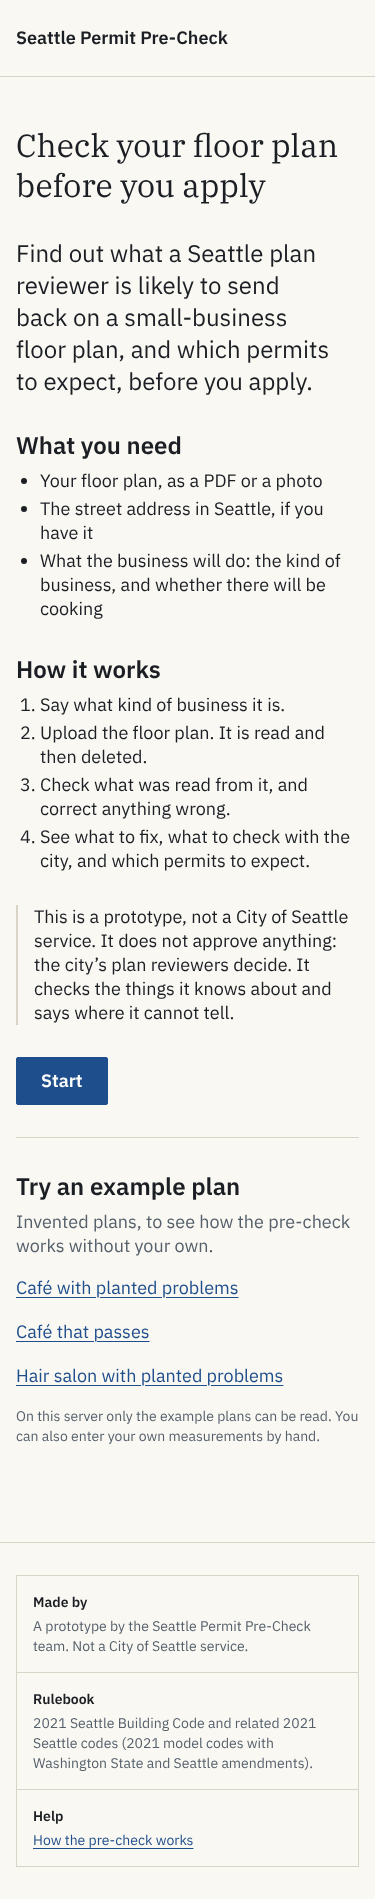 Seattle Permit Pre-Check
Check your floor plan
before you apply
Find out what a Seattle plan
reviewer is likely to send
back on a small-business
floor plan, and which permits
to expect, before you apply.
What you need
• Your floor plan, as a PDF or a photo
• The street address in Seattle, if you
have it
• What the business will do: the kind of
business, and whether there will be
cooking
How it works
1. Say what kind of business it is.
2. Upload the floor plan. It is read and
then deleted.
3. Check what was read from it, and
correct anything wrong.
4. See what to fix, what to check with the
city, and which permits to expect.
This is a prototype, not a City of Seattle
service. It does not approve anything:
the city’s plan reviewers decide. It
checks the things it knows about and
says where it cannot tell.
Start
Try an example plan
Invented plans, to see how the pre-check
works without your own.
Café with planted problems
Café that passes
Hair salon with planted problems
On this server only the example plans can be read. You
can also enter your own measurements by hand.
Made by
A prototype by the Seattle Permit Pre-Check
team. Not a City of Seattle service.
Rulebook
2021 Seattle Building Code and related 2021
Seattle codes (2021 model codes with
Washington State and Seattle amendments).
Help
How the pre-check works